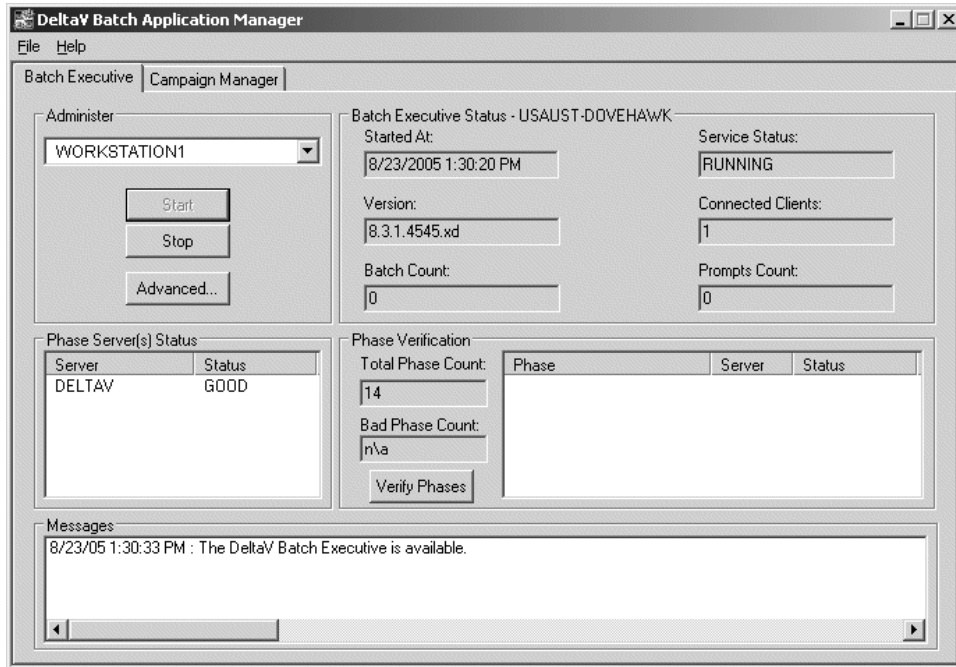 DeltaV Batch Application Manager
File Help
Batch Executive Campaign Manager
Administer
WORKSTATION1
Start
Stop
Advanced...
Batch Executive Status - USAUST-DOVEHAWK
Started At: Service Status:
8/23/2005 1:30:20 PM RUNNING
Version: Connected Clients:
8.3.1.4545.xd 1
Batch Count: Prompts Count:
0 0
Phase Server(s) Status
Server Status
DELTAV GOOD
Phase Verification
Total Phase Count:
14
Bad Phase Count:
n\a
Verify Phases
Phase Server Status
Messages
8/23/05 1:30:33 PM : The DeltaV Batch Executive is available.